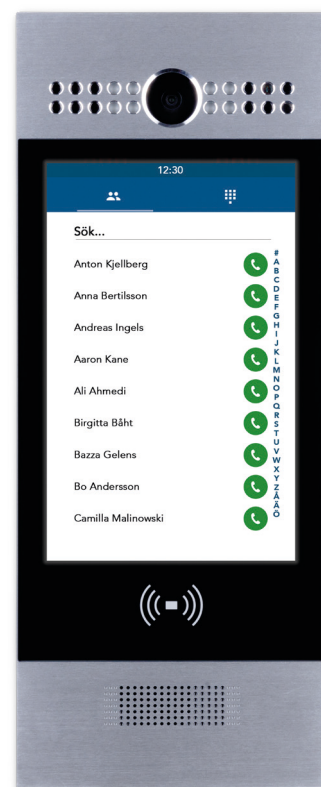 12:30
Sök...
Anton Kjellberg
Anna Bertilsson
Andreas Ingels
Aaron Kane
Ali Ahmedi
Birgitta Båht
Bazza Gelens
Bo Andersson
Camilla Malinowski
#
A
B
C
D
E
F
G
H
I
J
K
L
M
N
O
P
Q
R
S
T
U
V
W
X
Y
Z
Å
Ä
Ö